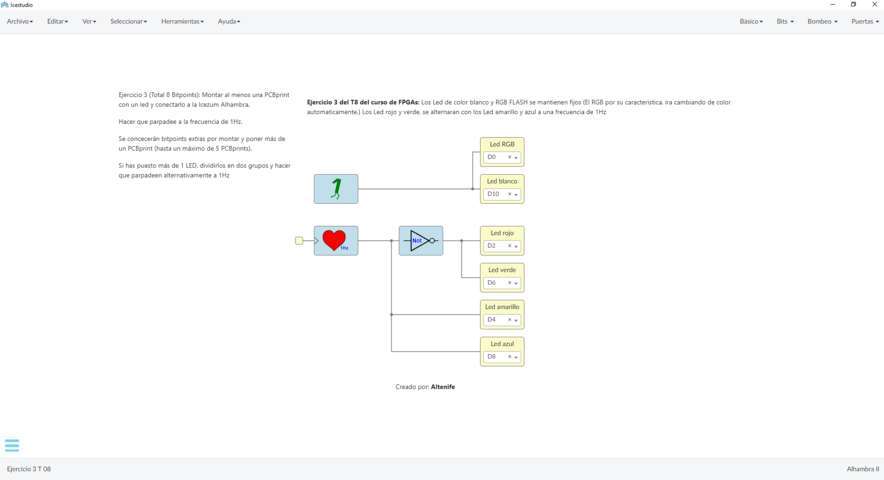 Icestudio
Archivo Editar Ver Seleccionar Herramientas Ayuda Básico Bits Bombeo Puertas
Ejercicio 3 (Total 8 Bitpoints): Montar al menos una PCBprint
con un led y conectarlo a la Icezum Alhambra.
Hacer que parpadee a la frecuencia de 1Hz.
Se concecerán bitpoints extras por montar y poner más de
un PCBprint (hasta un máximo de 5 PCBprints).
Si has puesto más de 1 LED, dividirlos en dos grupos y hacer
que parpadeen alternativamente a 1Hz
Ejercicio 3 del T8 del curso de FPGAs: Los Led de color blanco y RGB FLASH se mantienen fijos (El RGB por su característica, ira cambiando de color
automaticamente.) Los Led rojo y verde, se alternaran con los Led amarillo y azul a una frecuencia de 1Hz
Led RGB
D0
1
Led blanco
D10
Hz
Not
Led rojo
D2
Led verde
D6
Led amarillo
D4
Led azul
D8
Creado por: Altenife
Ejercicio 3 T 08 Alhambra II